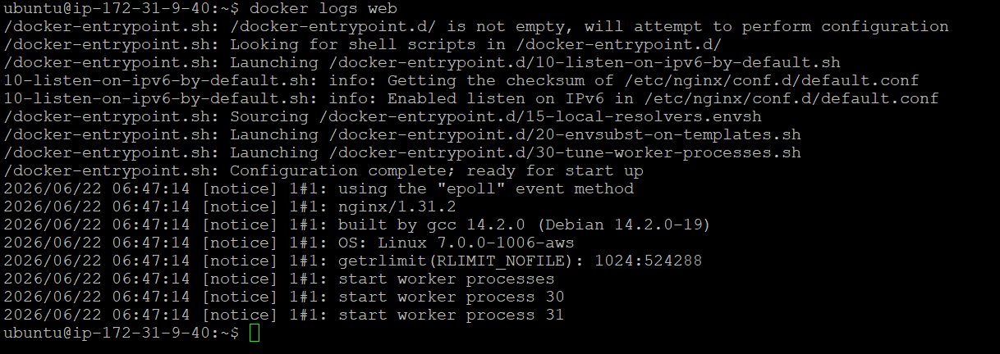 ubuntu@ip-172-31-9-40:~$ docker logs web
/docker-entrypoint.sh: /docker-entrypoint.d/ is not empty, will attempt to perform configuration
/docker-entrypoint.sh: Looking for shell scripts in /docker-entrypoint.d/
/docker-entrypoint.sh: Launching /docker-entrypoint.d/10-listen-on-ipv6-by-default.sh
10-listen-on-ipv6-by-default.sh: info: Getting the checksum of /etc/nginx/conf.d/default.conf
10-listen-on-ipv6-by-default.sh: info: Enabled listen on IPv6 in /etc/nginx/conf.d/default.conf
/docker-entrypoint.sh: Sourcing /docker-entrypoint.d/15-local-resolvers.envsh
/docker-entrypoint.sh: Launching /docker-entrypoint.d/20-envsubst-on-templates.sh
/docker-entrypoint.sh: Launching /docker-entrypoint.d/30-tune-worker-processes.sh
/docker-entrypoint.sh: Configuration complete; ready for start up
2026/06/22 06:47:14 [notice] 1#1: using the "epoll" event method
2026/06/22 06:47:14 [notice] 1#1: nginx/1.31.2
2026/06/22 06:47:14 [notice] 1#1: built by gcc 14.2.0 (Debian 14.2.0-19)
2026/06/22 06:47:14 [notice] 1#1: OS: Linux 7.0.0-1006-aws
2026/06/22 06:47:14 [notice] 1#1: getrlimit(RLIMIT_NOFILE): 1024:524288
2026/06/22 06:47:14 [notice] 1#1: start worker processes
2026/06/22 06:47:14 [notice] 1#1: start worker process 30
2026/06/22 06:47:14 [notice] 1#1: start worker process 31
ubuntu@ip-172-31-9-40:~$